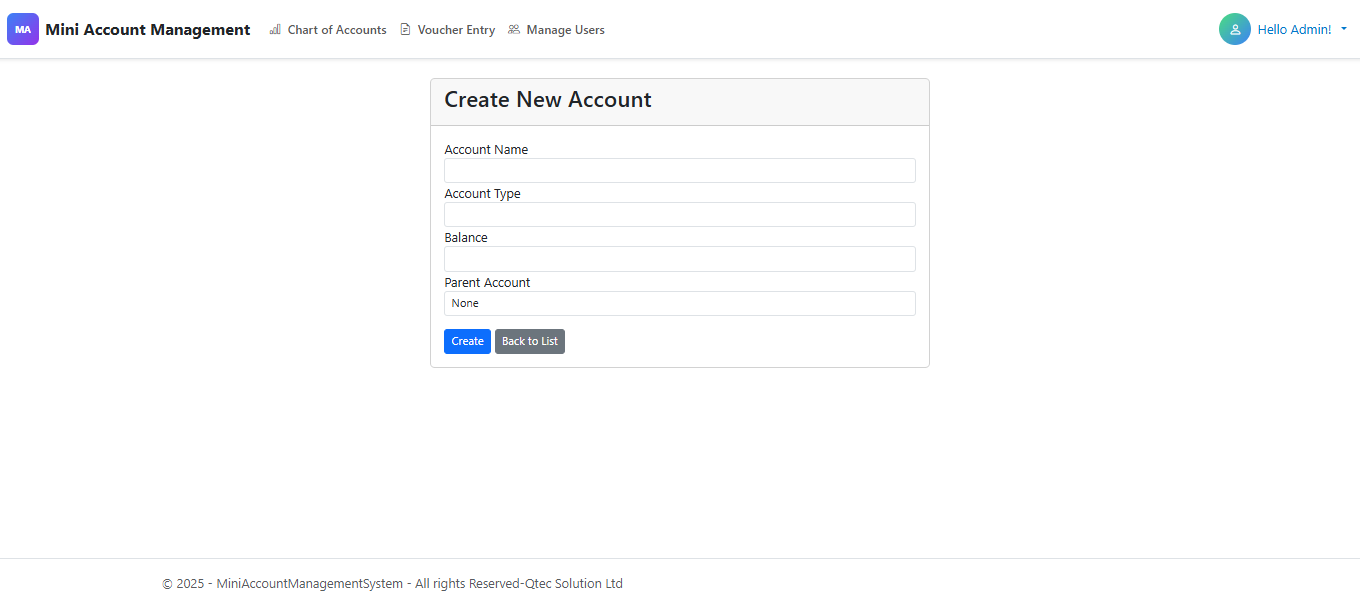 MA Mini Account Management Chart of Accounts Voucher Entry Manage Users Hello Admin!
Create New Account
Account Name
Account Type
Balance
Parent Account
None
Create Back to List
© 2025 - MiniAccountManagementSystem - All rights Reserved-Qtec Solution Ltd